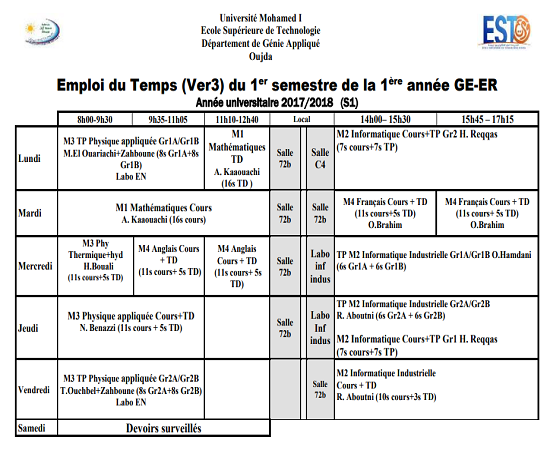 Université Mohamed I
Ecole Supérieure de Technologie
Département de Génie Appliqué
Oujda
EST
Emploi du Temps (Ver3) du 1er semestre de la 1ère année GE-ER
Année universitaire 2017/2018 (S1)
8h00-9h30 9h35-11h05 11h10-12h40 Local 14h00– 15h30 15h45 – 17h15
Lundi
M3 TP Physique appliquée Gr1A/Gr1B
M.El Ouariachi+Zahboune (8s Gr1A+8s
Gr1B)
Labo EN
M1
Mathématiques
TD
A. Kaaouachi
(16s TD )
Salle
72b
Salle
C4
M2 Informatique Cours+TP Gr2 H. Reqqas
(7s cours+7s TP)
Mardi
M1 Mathématiques Cours
A. Kaaouachi (16s cours)
Salle
72b
Salle
72b
M4 Français Cours + TD
(11s cours+5s TD)
O.Brahim
M4 Français Cours + TD
(11s cours+5s TD)
O.Brahim
Mercredi
M3 Phy
Thermique+hyd
H.Bouali
(11s cours+5s TD)
M4 Anglais Cours
+ TD
(11s cours+ 5s TD)
M4 Anglais Cours
+ TD
(11s cours+ 5s TD)
Salle
72b
Labo
inf
indus
TP M2 Informatique Industrielle Gr1A/Gr1B O.Hamdani
(6s Gr1A + 6s Gr1B)
Jeudi
M3 Physique appliquée Cours+TD
N. Benazzi (11s cours + 5s TD)
Salle
72b
Labo
Inf
indus
TP M2 Informatique Industrielle Gr2A/Gr2B
R. Aboutni (6s Gr2A + 6s Gr2B)
M2 Informatique Cours+TP Gr1 H. Reqqas
(7s cours+7s TP)
Vendredi
M3 TP Physique appliquée Gr2A/Gr2B
T.Ouchbel+Zahboune (8s Gr2A+8s Gr2B)
Labo EN
Salle
72b
M2 Informatique Industrielle
Cours + TD
R. Aboutni (10s cours+3s TD)
Samedi Devoirs surveillés